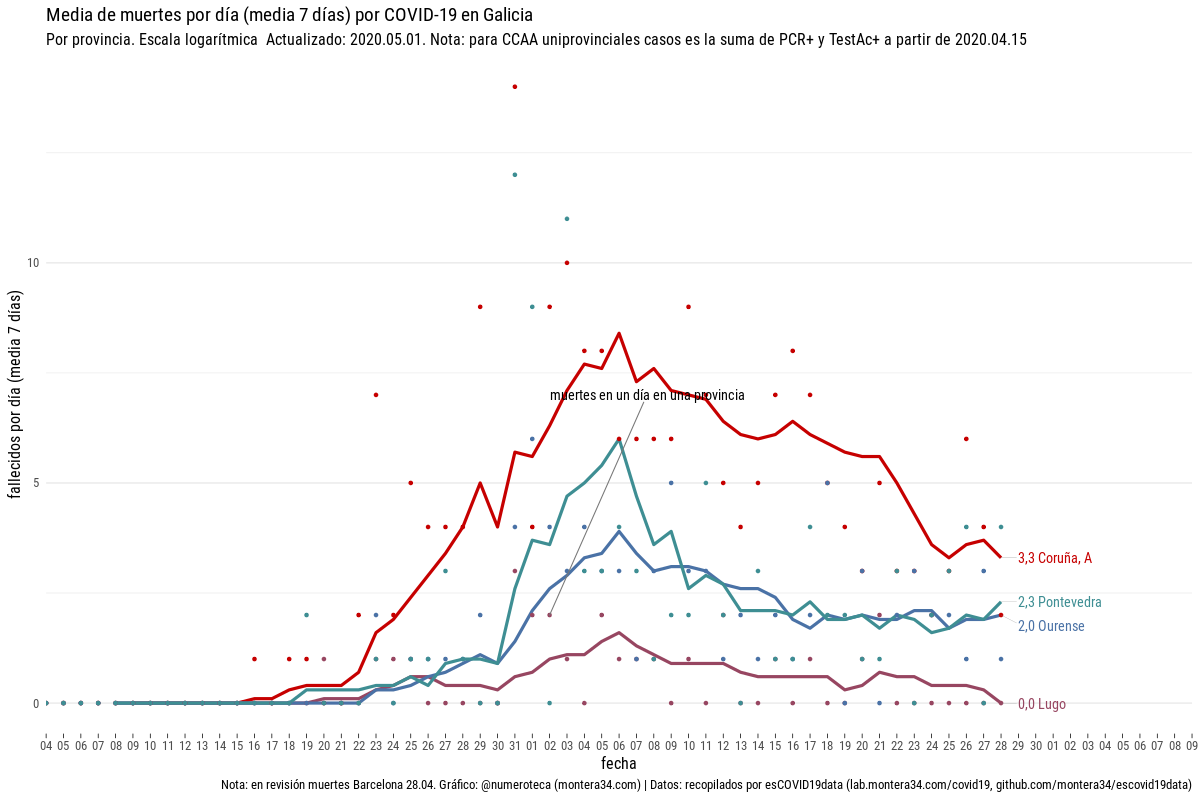 Media de muertes por día (media 7 días) por COVID-19 en Galicia
Por provincia. Escala logarítmica  Actualizado: 2020.05.01. Nota: para CCAA uniprovinciales casos es la suma de PCR+ y TestAc+ a partir de 2020.04.15
fallecidos por día (media 7 días)
10
5
0
muertes en un día en una provincia
3,3 Coruña, A
2,3 Pontevedra
2,0 Ourense
0,0 Lugo
04 05 06 07 08 09 10 11 12 13 14 15 16 17 18 19 20 21 22 23 24 25 26 27 28 29 30 31 01 02 03 04 05 06 07 08 09 10 11 12 13 14 15 16 17 18 19 20 21 22 23 24 25 26 27 28 29 30 01 02 03 04 05 06 07 08 09
fecha
Nota: en revisión muertes Barcelona 28.04. Gráfico: @numeroteca (montera34.com) | Datos: recopilados por esCOVID19data (lab.montera34.com/covid19, github.com/montera34/escovid19data)